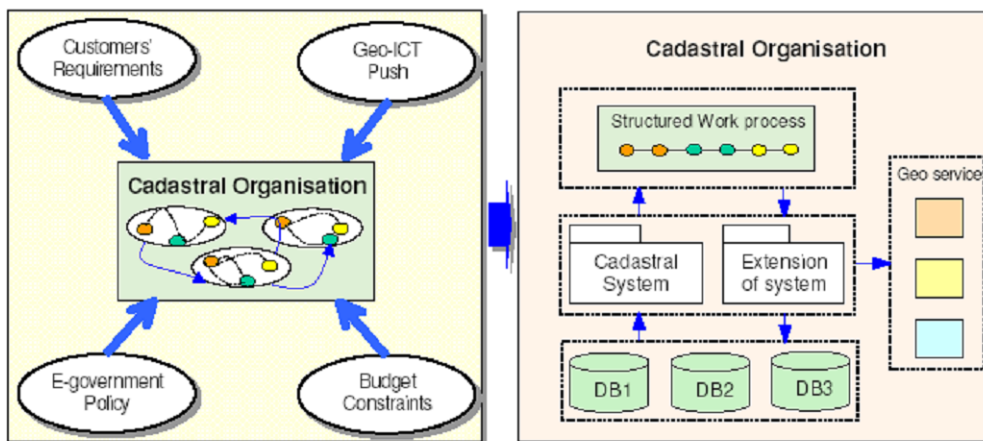 Customers'
Requirements
Geo-ICT
Push
Cadastral Organisation
E-government
Policy
Budget
Constraints
Cadastral Organisation
Structured Work process
Geo service
Cadastral
System
Extension
of system
DB1
DB2
DB3